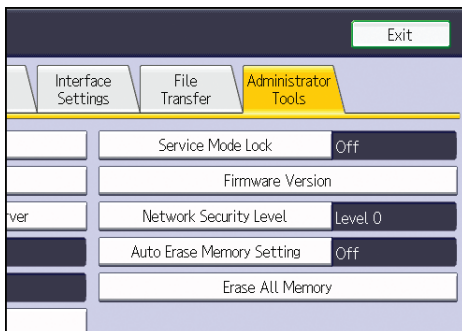 Exit
Interface Settings
File Transfer
Administrator Tools
Service Mode Lock Off
Firmware Version
rver Network Security Level Level 0
Auto Erase Memory Setting Off
Erase All Memory